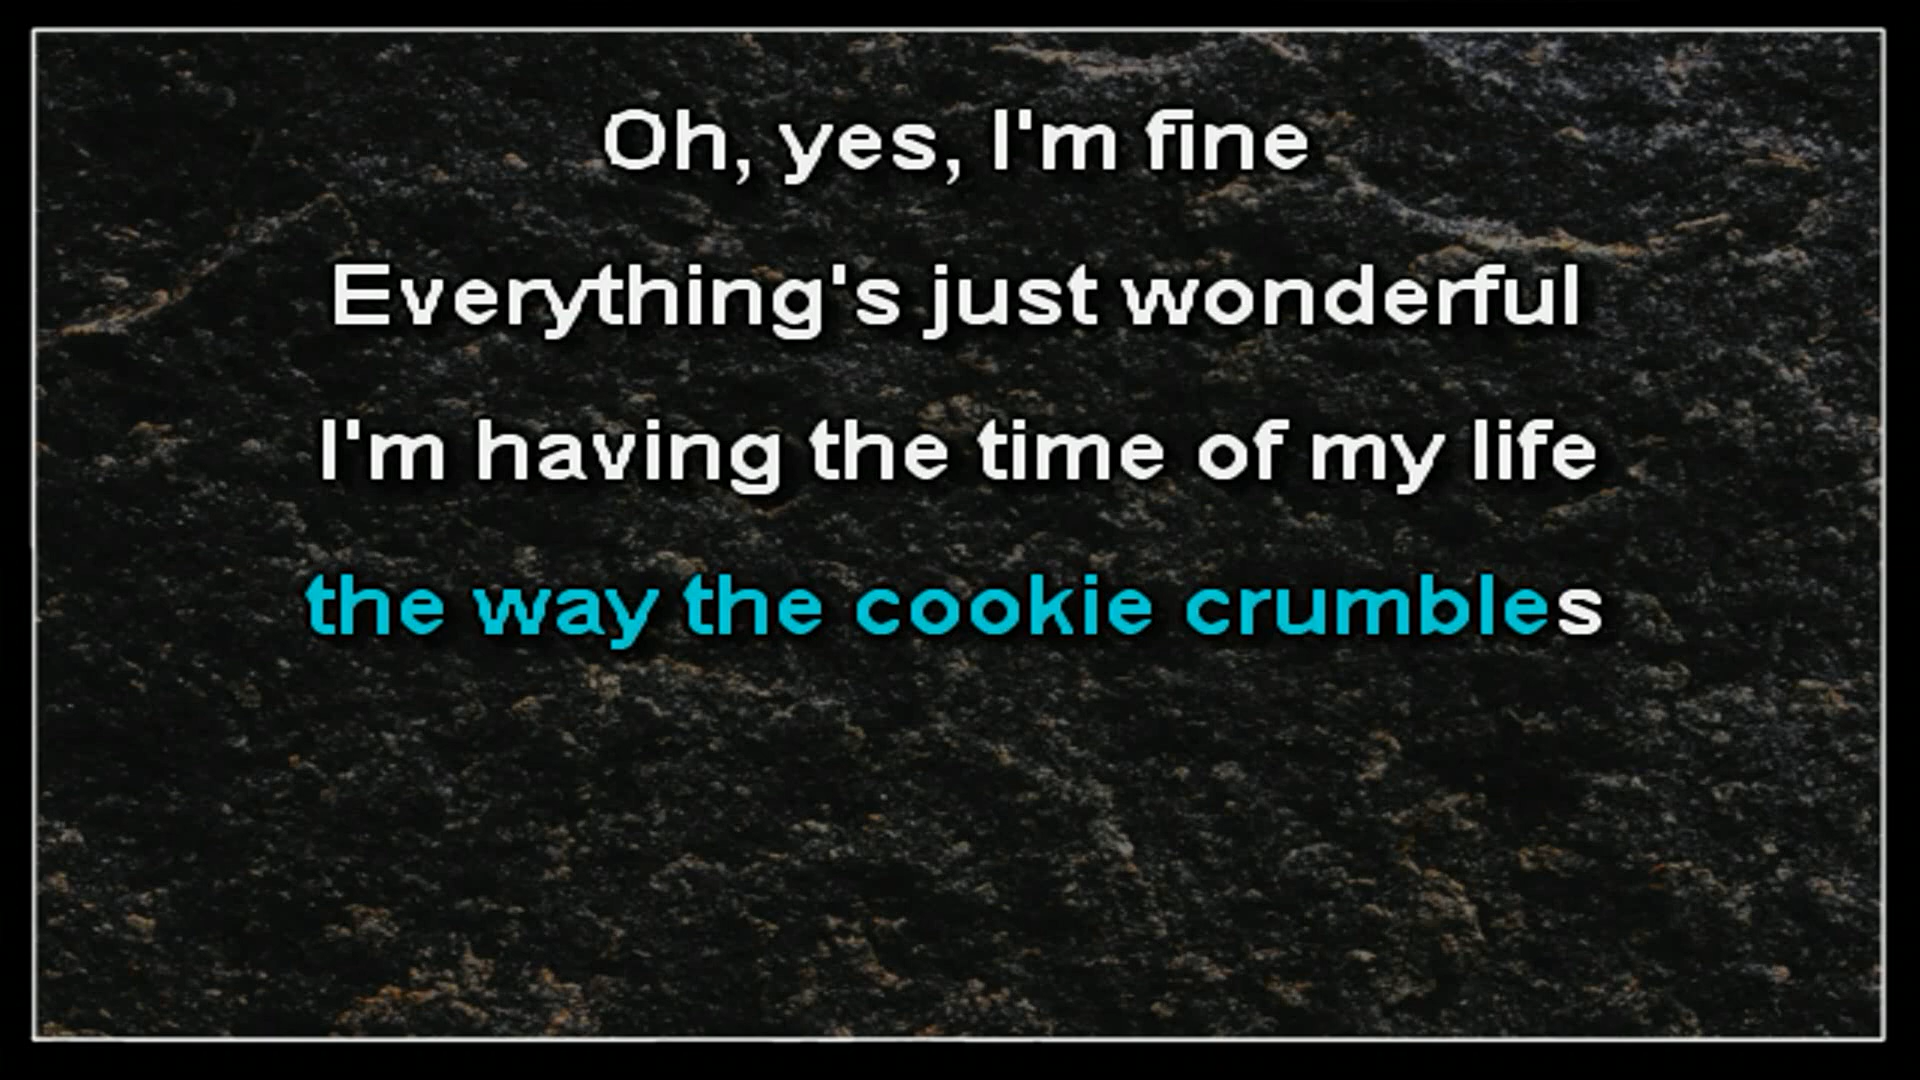 Oh, yes, I'm fine
Everything's just wonderful
I'm having the time of my life
the way the cookie crumbles